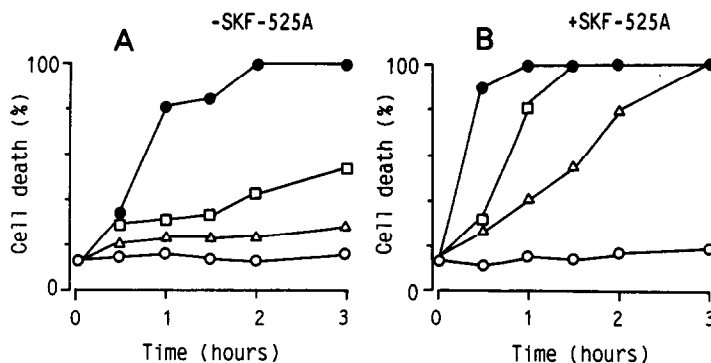 A -SKF-525A
Cell death (%)
100
0
0 1 2 3
Time (hours)
B +SKF-525A
Cell death (%)
100
0
0 1 2 3
Time (hours)